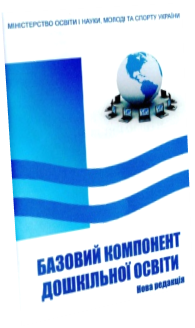 МІНІСТЕРСТВО ОСВІТИ І НАУКИ, МОЛОДІ ТА СПОРТУ УКРАЇНИ
БАЗОВИЙ КОМПОНЕНТ
ДОШКІЛЬНОЇ ОСВІТИ
Нова редакція